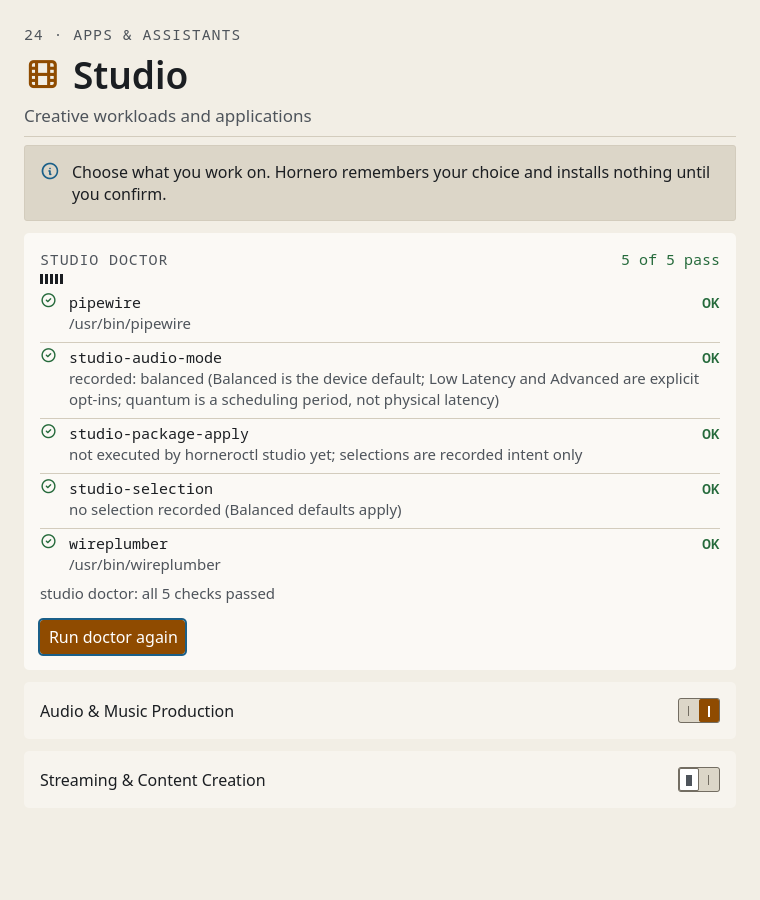 24 · APPS & ASSISTANTS
Studio
Creative workloads and applications
Choose what you work on. Hornero remembers your choice and installs nothing until
you confirm.
STUDIO DOCTOR
5 of 5 pass
pipewire
OK
/usr/bin/pipewire
studio-audio-mode
OK
recorded: balanced (Balanced is the device default; Low Latency and Advanced are explicit
opt-ins; quantum is a scheduling period, not physical latency)
studio-package-apply
OK
not executed by horneroctl studio yet; selections are recorded intent only
studio-selection
OK
no selection recorded (Balanced defaults apply)
wireplumber
OK
/usr/bin/wireplumber
studio doctor: all 5 checks passed
Run doctor again
Audio & Music Production
Streaming & Content Creation